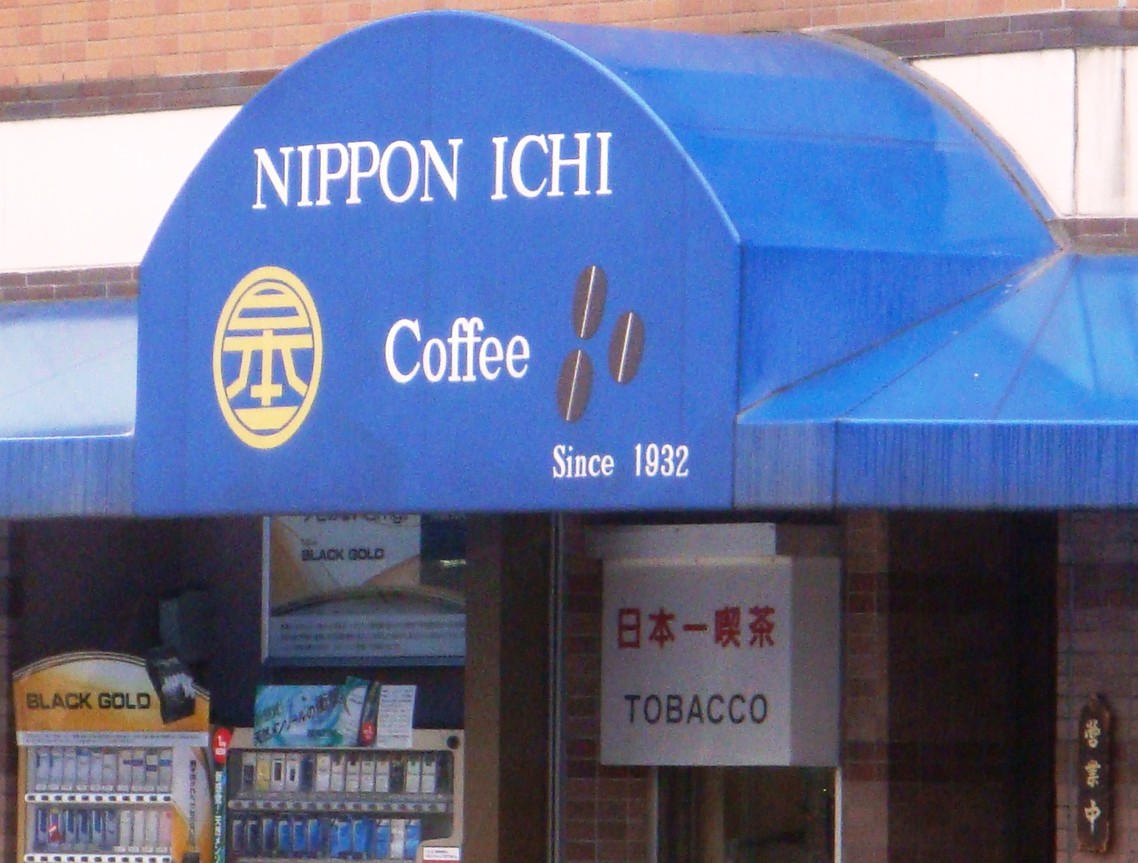 NIPPON ICHI
Coffee
Since 1932
BLACK GOLD
日本一喫茶
TOBACCO
BLACK GOLD
営業中